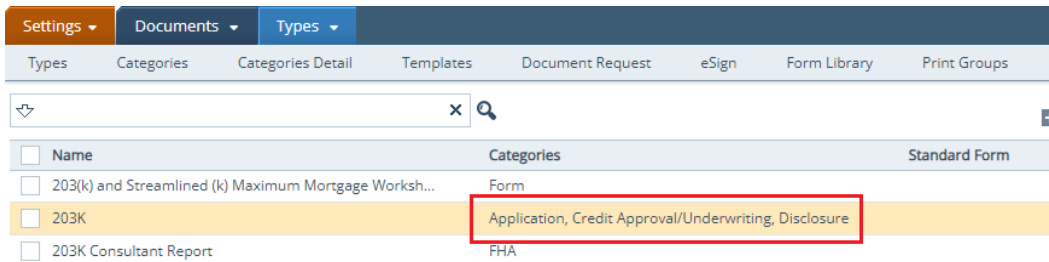 Settings Documents Types
Types Categories Categories Detail Templates Document Request eSign Form Library Print Groups
Name Categories Standard Form
203(k) and Streamlined (k) Maximum Mortgage Worksh... Form
203K Application, Credit Approval/Underwriting, Disclosure
203K Consultant Report FHA